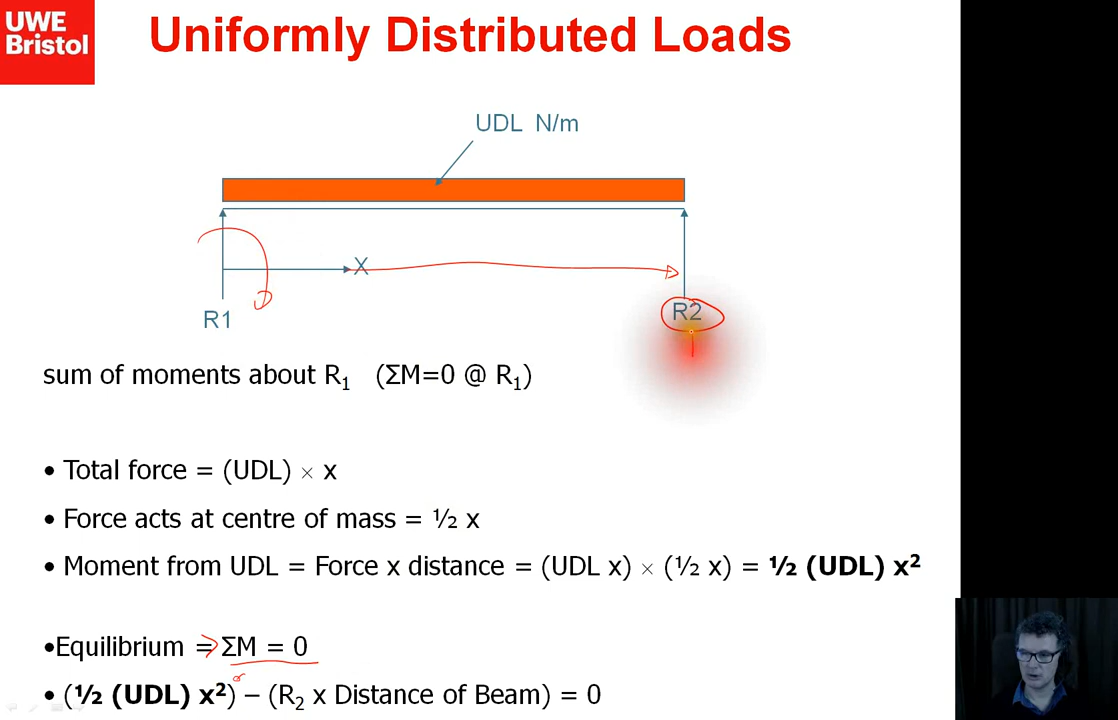 UWE
Bristol
Uniformly Distributed Loads
UDL N/m
X
R1
R2
sum of moments about R₁ (ΣM=0 @ R₁)
• Total force = (UDL) × x
• Force acts at centre of mass = ½ x
• Moment from UDL = Force x distance = (UDL x) × (½ x) = ½ (UDL) x²
•Equilibrium = ΣM = 0
• (½ (UDL) x²) – (R₂ x Distance of Beam) = 0